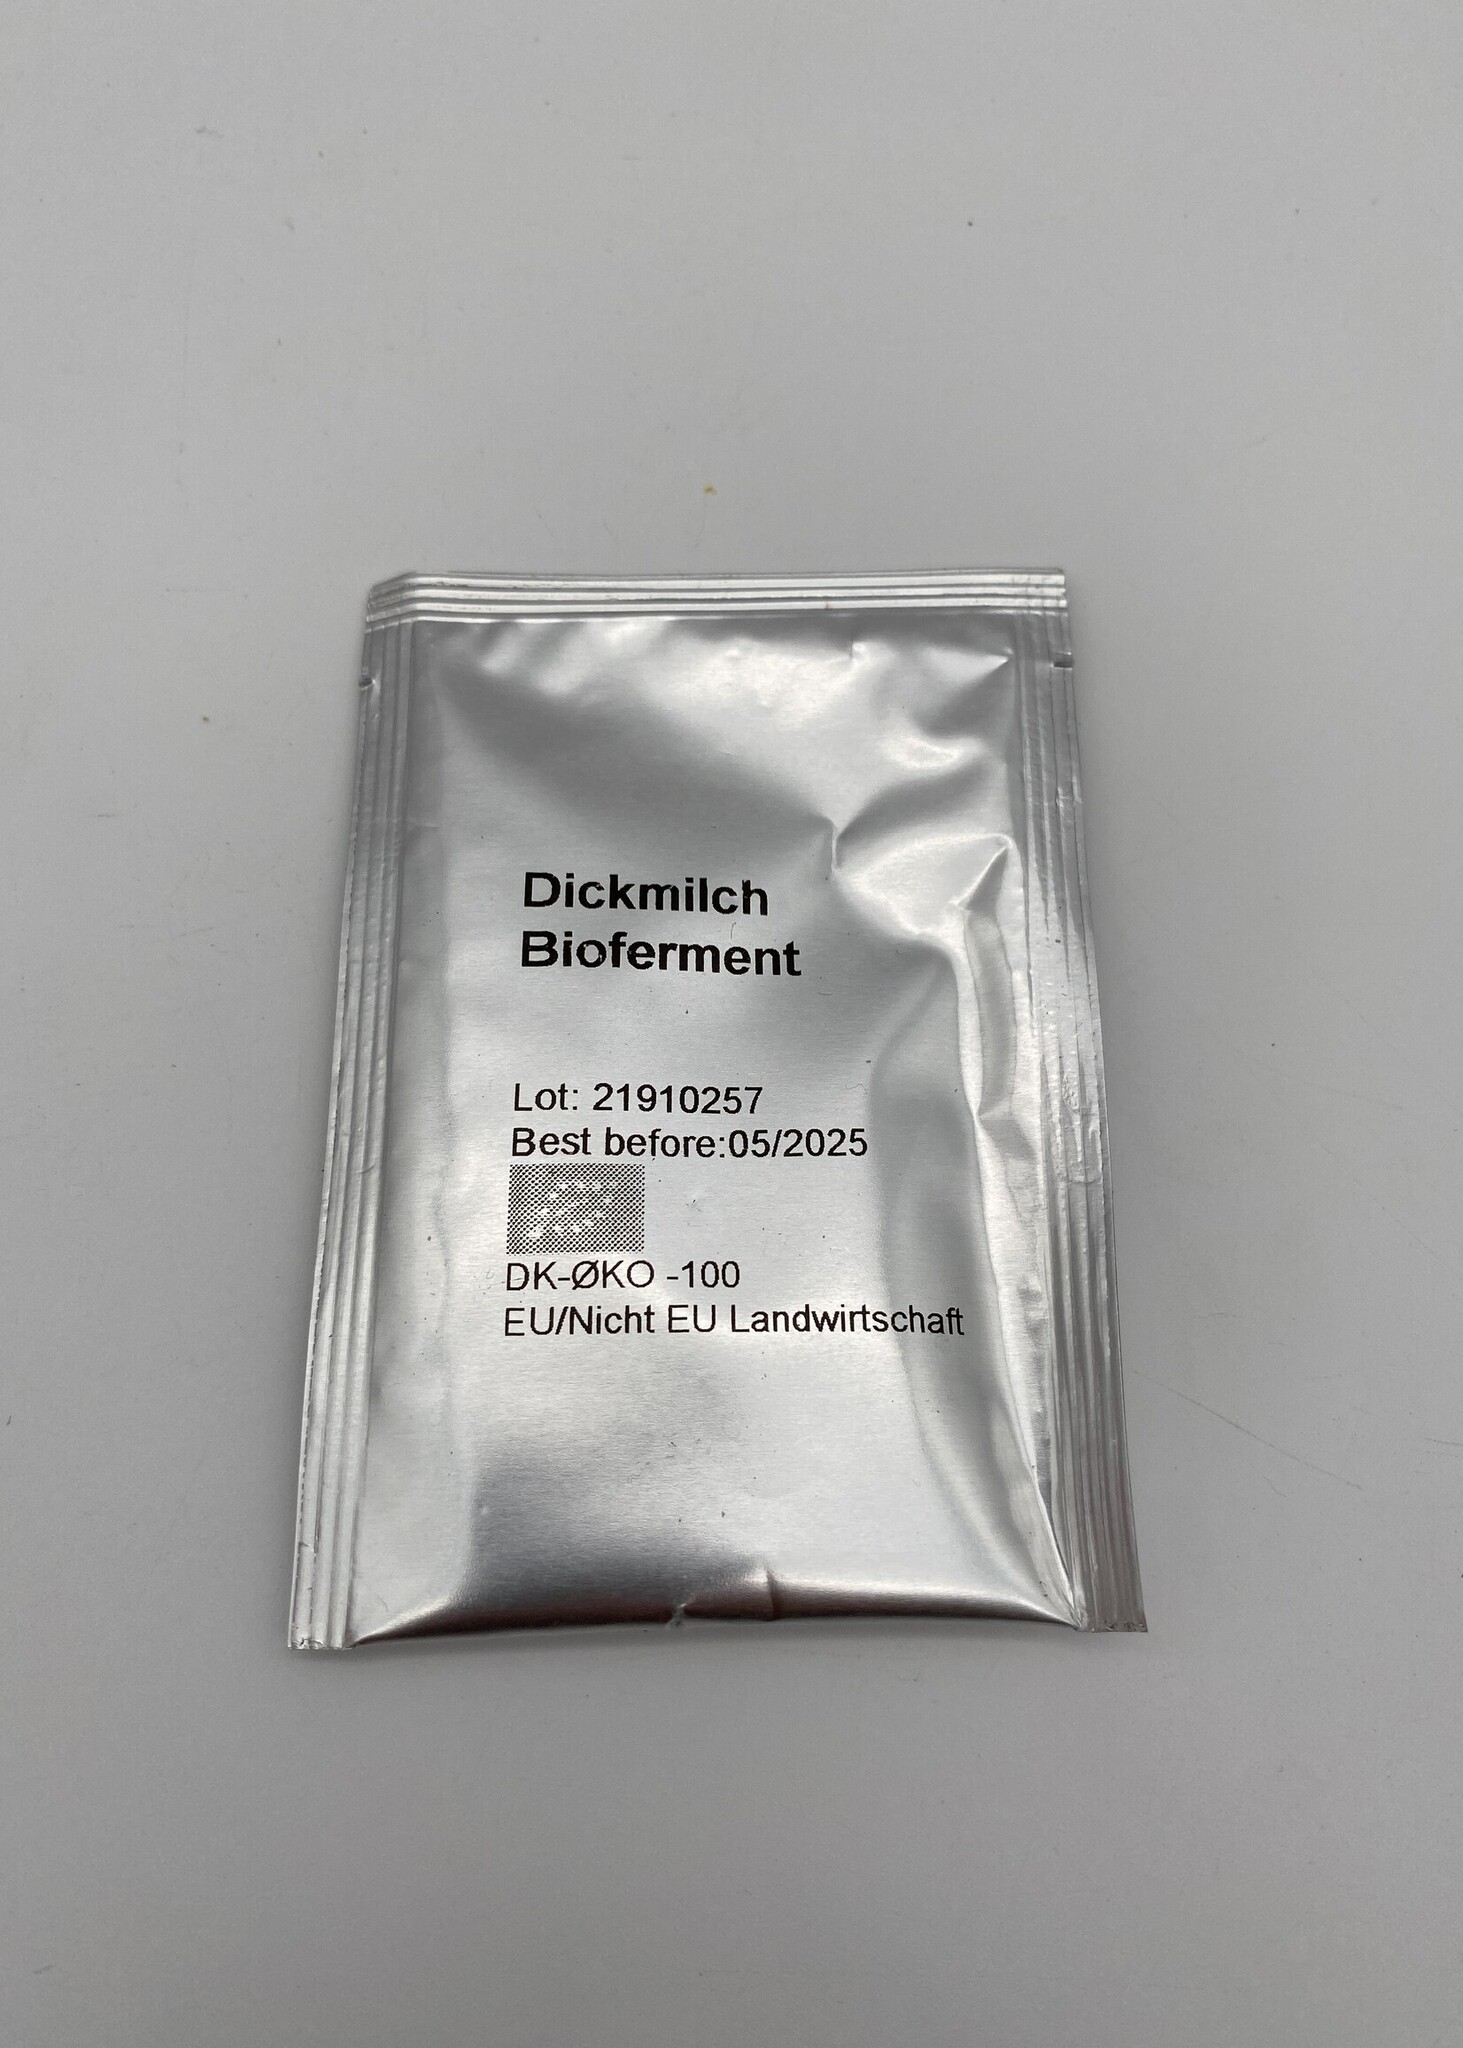 Dickmilch
Bioferment
Lot: 21910257
Best before:05/2025
DK-ØKO -100
EU/Nicht EU Landwirtschaft